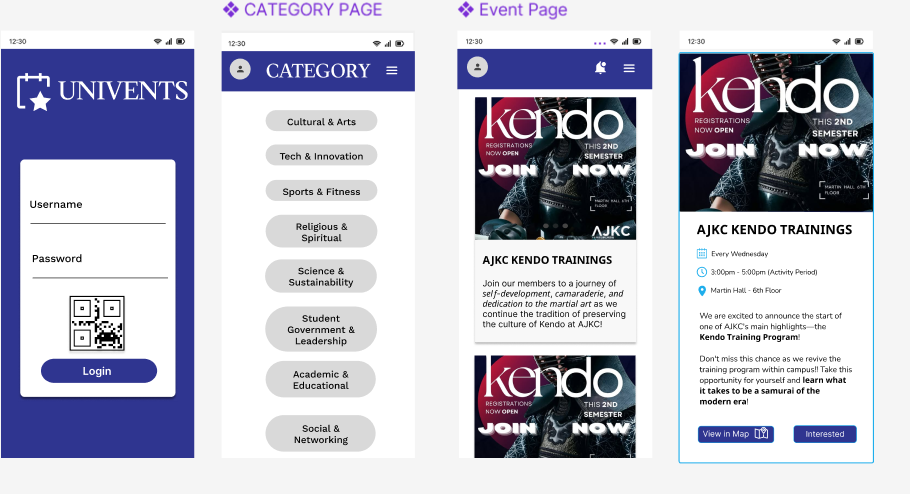 ❖ CATEGORY PAGE
❖ Event Page
12:30
UNIVENTS
Username
Password
Login
12:30
CATEGORY
Cultural & Arts
Tech & Innovation
Sports & Fitness
Religious &
Spiritual
Science &
Sustainability
Student
Government &
Leadership
Academic &
Educational
Social &
Networking
12:30
kendo
REGISTRATIONS
NOW OPEN
THIS 2ND
SEMESTER
JOIN NOW
MARTIN HALL 6TH
FLOOR
AJKC
AJKC KENDO TRAININGS
Join our members to a journey of
self-development, camaraderie, and
dedication to the martial art as we
continue the tradition of preserving
the culture of Kendo at AJKC!
kendo
REGISTRATIONS
NOW OPEN
THIS 2ND
SEMESTER
JOIN NOW
MARTIN HALL 6TH
FLOOR
12:30
kendo
REGISTRATIONS
NOW OPEN
THIS 2ND
SEMESTER
JOIN NOW
MARTIN HALL 6TH
FLOOR
AJKC KENDO TRAININGS
Every Wednesday
3:00pm - 5:00pm (Activity Period)
Martin Hall - 6th Floor
We are excited to announce the start of
one of AJKC's main highlights—the
Kendo Training Program!
Don't miss this chance as we revive the
training program within campus!! Take this
opportunity for yourself and learn what
it takes to be a samurai of the
modern era!
View in Map
Interested